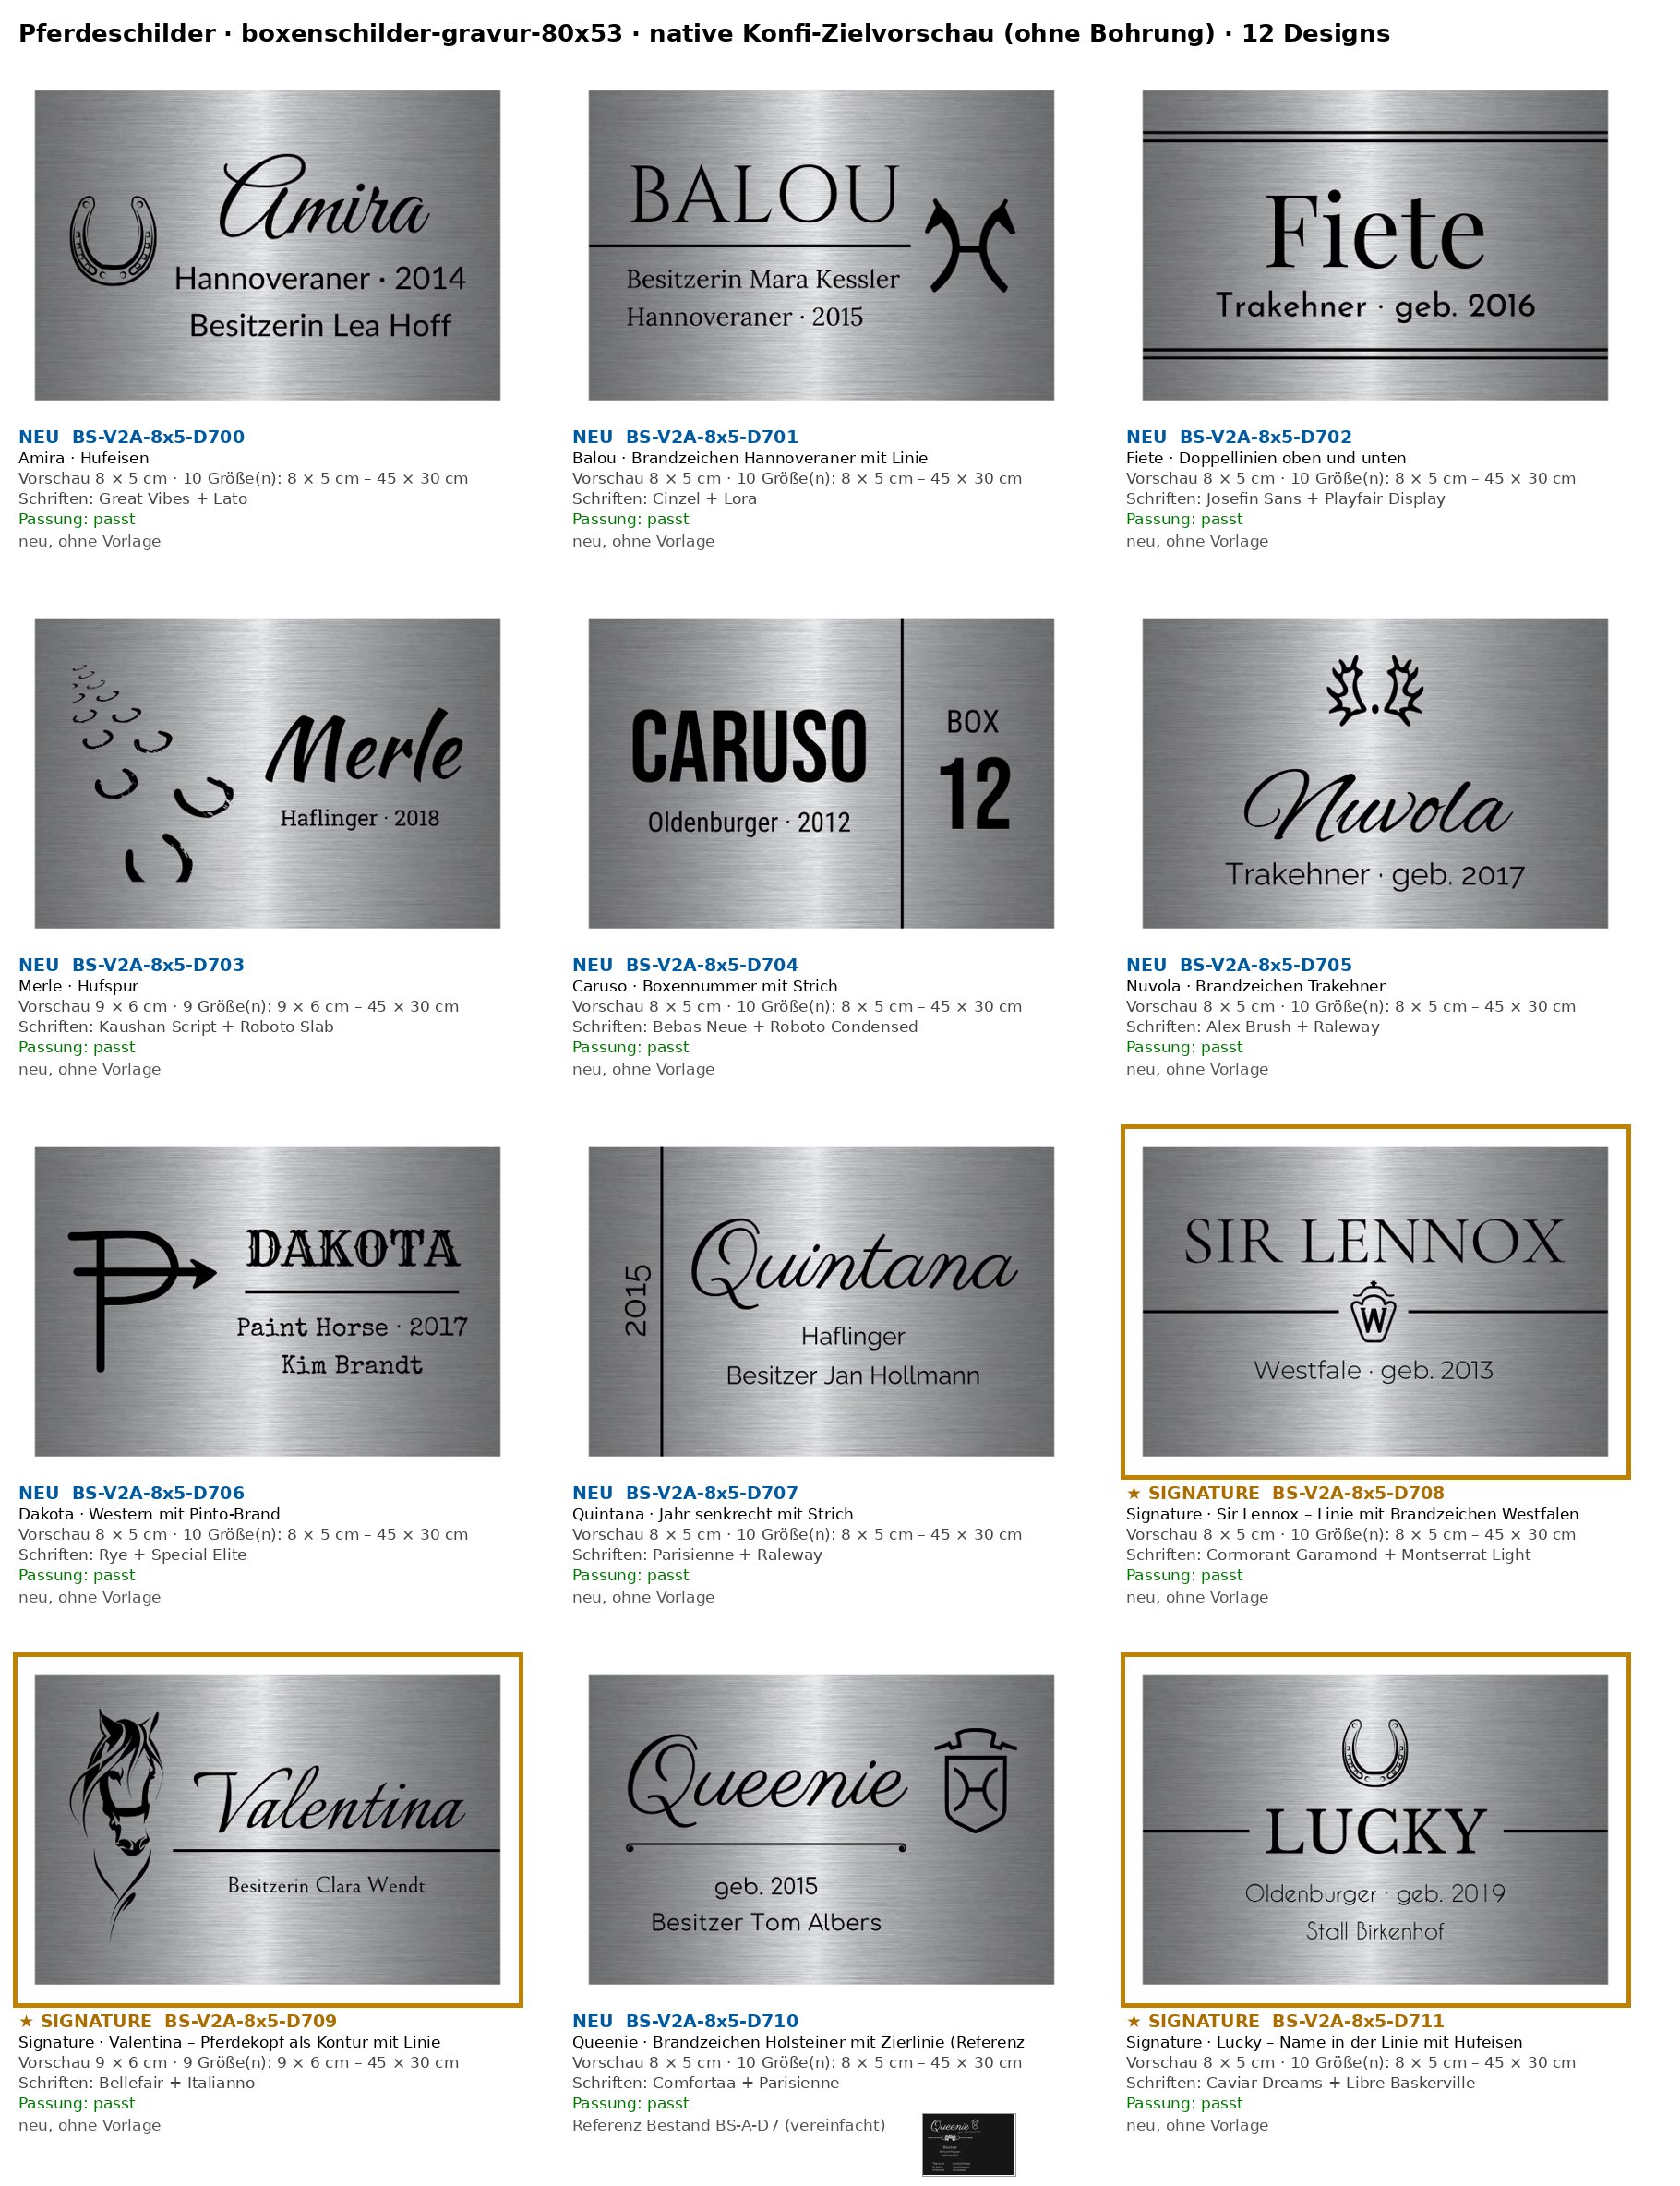 Pferdeschilder · boxenschilder-gravur-80x53 · native Konfi-Zielvorschau (ohne Bohrung) · 12 Designs
Amira
Hannoveraner · 2014
Besitzerin Lea Hoff
NEU BS-V2A-8x5-D700
Amira · Hufeisen
Vorschau 8 × 5 cm · 10 Größe(n): 8 × 5 cm – 45 × 30 cm
Schriften: Great Vibes + Lato
Passung: passt
neu, ohne Vorlage
BALOU
Besitzerin Mara Kessler
Hannoveraner · 2015
NEU BS-V2A-8x5-D701
Balou · Brandzeichen Hannoveraner mit Linie
Vorschau 8 × 5 cm · 10 Größe(n): 8 × 5 cm – 45 × 30 cm
Schriften: Cinzel + Lora
Passung: passt
neu, ohne Vorlage
Fiete
Trakehner · geb. 2016
NEU BS-V2A-8x5-D702
Fiete · Doppellinien oben und unten
Vorschau 8 × 5 cm · 10 Größe(n): 8 × 5 cm – 45 × 30 cm
Schriften: Josefin Sans + Playfair Display
Passung: passt
neu, ohne Vorlage
Merle
Haflinger · 2018
NEU BS-V2A-8x5-D703
Merle · Hufspur
Vorschau 9 × 6 cm · 9 Größe(n): 9 × 6 cm – 45 × 30 cm
Schriften: Kaushan Script + Roboto Slab
Passung: passt
neu, ohne Vorlage
CARUSO
Oldenburger · 2012
BOX
12
NEU BS-V2A-8x5-D704
Caruso · Boxennummer mit Strich
Vorschau 8 × 5 cm · 10 Größe(n): 8 × 5 cm – 45 × 30 cm
Schriften: Bebas Neue + Roboto Condensed
Passung: passt
neu, ohne Vorlage
Nuvola
Trakehner · geb. 2017
NEU BS-V2A-8x5-D705
Nuvola · Brandzeichen Trakehner
Vorschau 8 × 5 cm · 10 Größe(n): 8 × 5 cm – 45 × 30 cm
Schriften: Alex Brush + Raleway
Passung: passt
neu, ohne Vorlage
DAKOTA
Paint Horse · 2017
Kim Brandt
NEU BS-V2A-8x5-D706
Dakota · Western mit Pinto-Brand
Vorschau 8 × 5 cm · 10 Größe(n): 8 × 5 cm – 45 × 30 cm
Schriften: Rye + Special Elite
Passung: passt
neu, ohne Vorlage
2015
Quintana
Haflinger
Besitzer Jan Hollmann
NEU BS-V2A-8x5-D707
Quintana · Jahr senkrecht mit Strich
Vorschau 8 × 5 cm · 10 Größe(n): 8 × 5 cm – 45 × 30 cm
Schriften: Parisienne + Raleway
Passung: passt
neu, ohne Vorlage
SIR LENNOX
W
Westfale · geb. 2013
★ SIGNATURE BS-V2A-8x5-D708
Signature · Sir Lennox – Linie mit Brandzeichen Westfalen
Vorschau 8 × 5 cm · 10 Größe(n): 8 × 5 cm – 45 × 30 cm
Schriften: Cormorant Garamond + Montserrat Light
Passung: passt
neu, ohne Vorlage
Valentina
Besitzerin Clara Wendt
★ SIGNATURE BS-V2A-8x5-D709
Signature · Valentina – Pferdekopf als Kontur mit Linie
Vorschau 9 × 6 cm · 9 Größe(n): 9 × 6 cm – 45 × 30 cm
Schriften: Bellefair + Italianno
Passung: passt
neu, ohne Vorlage
Queenie
geb. 2015
Besitzer Tom Albers
NEU BS-V2A-8x5-D710
Queenie · Brandzeichen Holsteiner mit Zierlinie (Referenz
Vorschau 8 × 5 cm · 10 Größe(n): 8 × 5 cm – 45 × 30 cm
Schriften: Comfortaa + Parisienne
Passung: passt
Referenz Bestand BS-A-D7 (vereinfacht)
Queenie
LUCKY
Oldenburger · geb. 2019
Stall Birkenhof
★ SIGNATURE BS-V2A-8x5-D711
Signature · Lucky – Name in der Linie mit Hufeisen
Vorschau 8 × 5 cm · 10 Größe(n): 8 × 5 cm – 45 × 30 cm
Schriften: Caviar Dreams + Libre Baskerville
Passung: passt
neu, ohne Vorlage